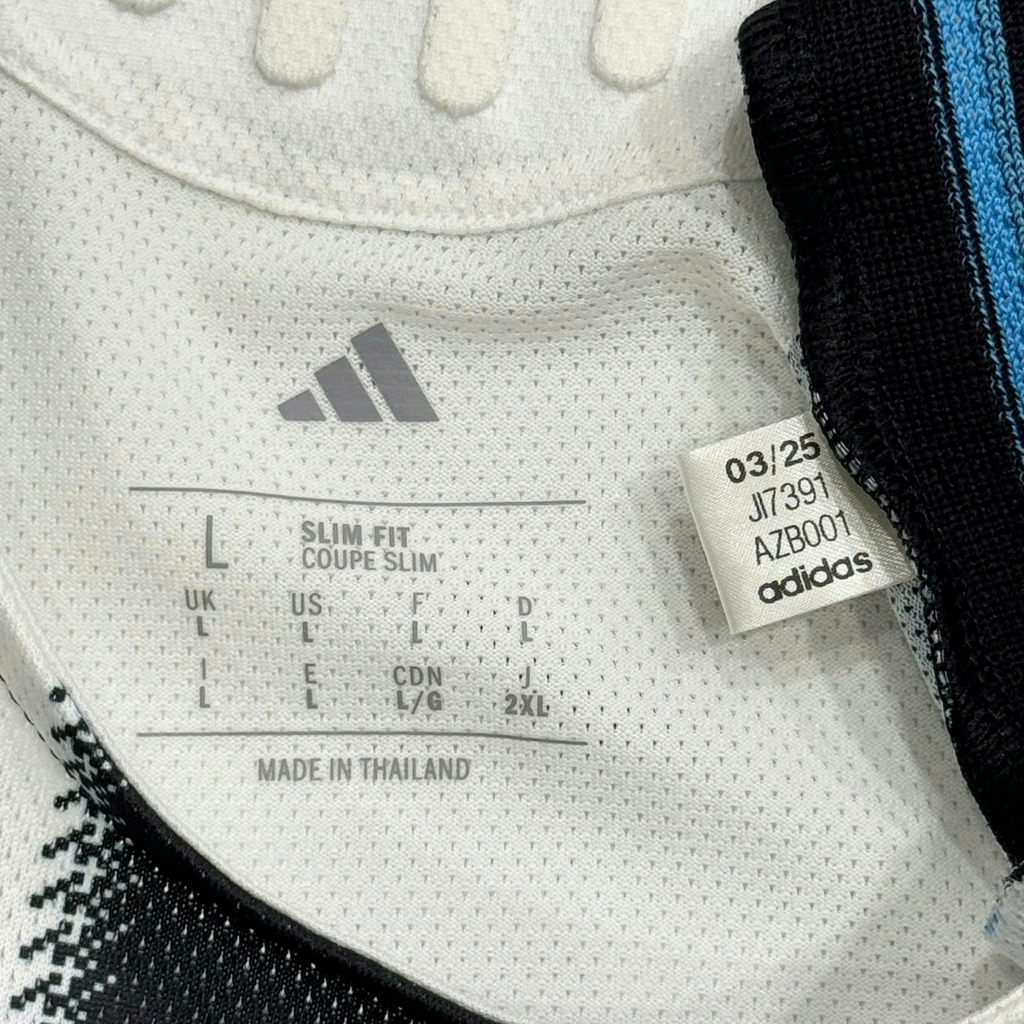 L
SLIM FIT
COUPE SLIM
UK US F D
L L L L
I E CDN J
L L L/G 2XL
MADE IN THAILAND
03/25
JI7391
AZB001
adidas